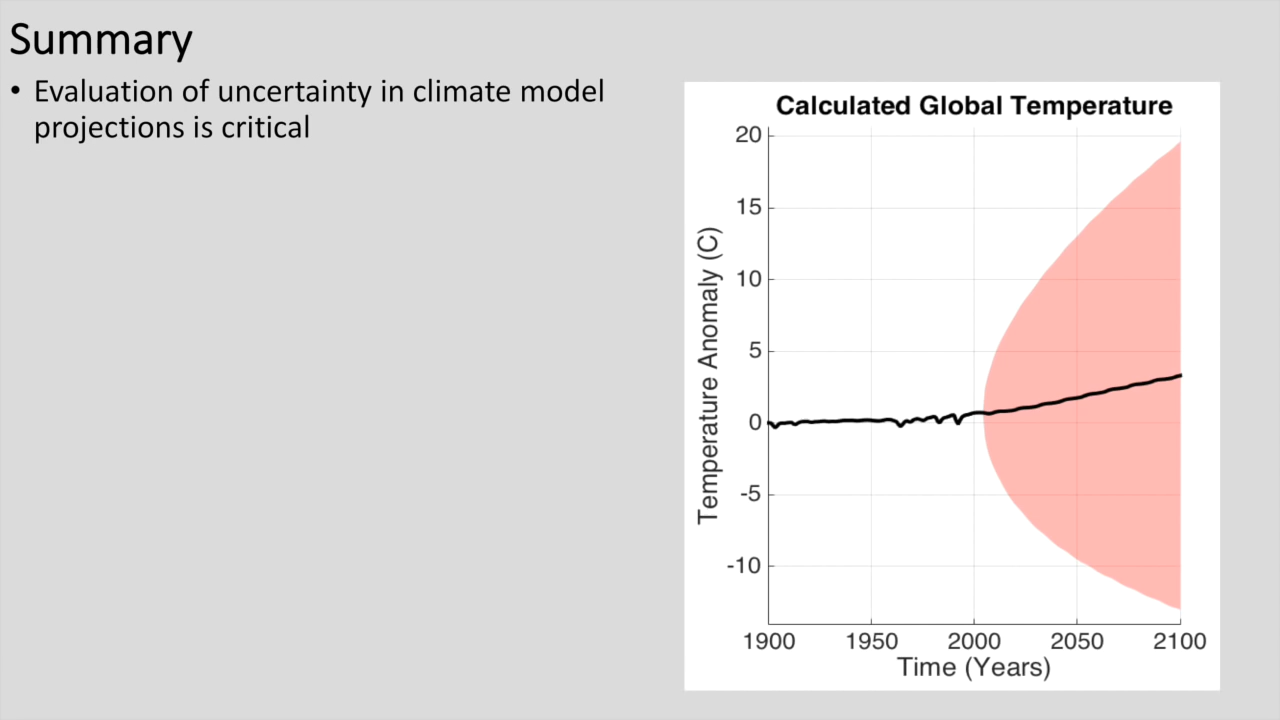 Summary
• Evaluation of uncertainty in climate model
projections is critical
Calculated Global Temperature
20
15
10
5
0
-5
-10
Temperature Anomaly (C)
1900 1950 2000 2050 2100
Time (Years)